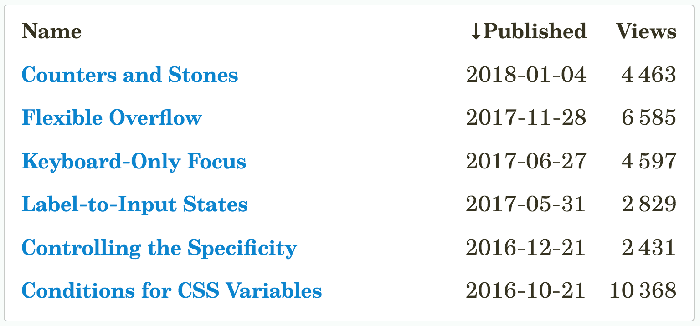 Name ↓Published Views
Counters and Stones 2018-01-04 4 463
Flexible Overflow 2017-11-28 6 585
Keyboard-Only Focus 2017-06-27 4 597
Label-to-Input States 2017-05-31 2 829
Controlling the Specificity 2016-12-21 2 431
Conditions for CSS Variables 2016-10-21 10 368